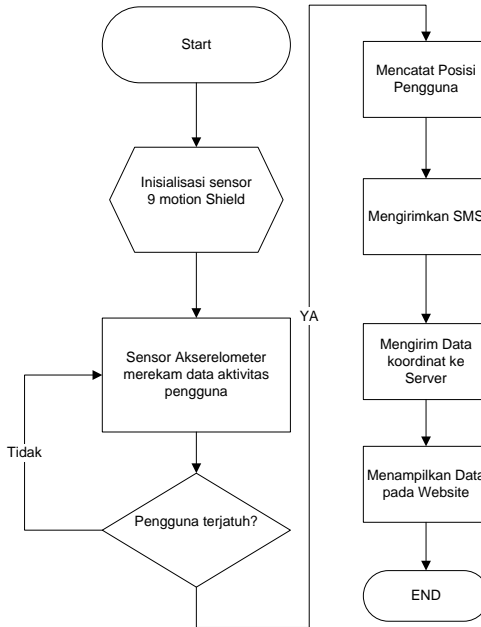 Start
Inisialisasi sensor
9 motion Shield
Sensor Akserelometer
merekam data aktivitas
pengguna
Tidak
Pengguna terjatuh?
YA
Mencatat Posisi
Pengguna
Mengirimkan SMS
Mengirim Data
koordinat ke
Server
Menampilkan Data
pada Website
END